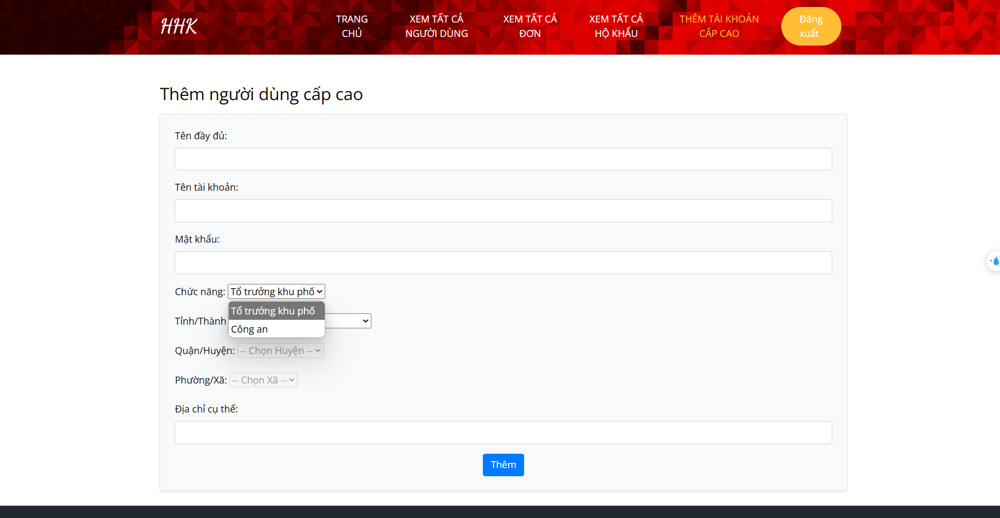 HHK
TRANG
CHỦ
XEM TẤT CẢ
NGƯỜI DÙNG
XEM TẤT CẢ
ĐƠN
XEM TẤT CẢ
HỘ KHẨU
THÊM TÀI KHOẢN
CẤP CAO
Đăng
xuất
Thêm người dùng cấp cao
Tên đầy đủ:
Tên tài khoản:
Mật khẩu:
Chức năng: Tổ trưởng khu phố
Tổ trưởng khu phố
Công an
Tỉnh/Thành
Quận/Huyện: -- Chọn Huyện --
Phường/Xã: -- Chọn Xã --
Địa chỉ cụ thể:
Thêm